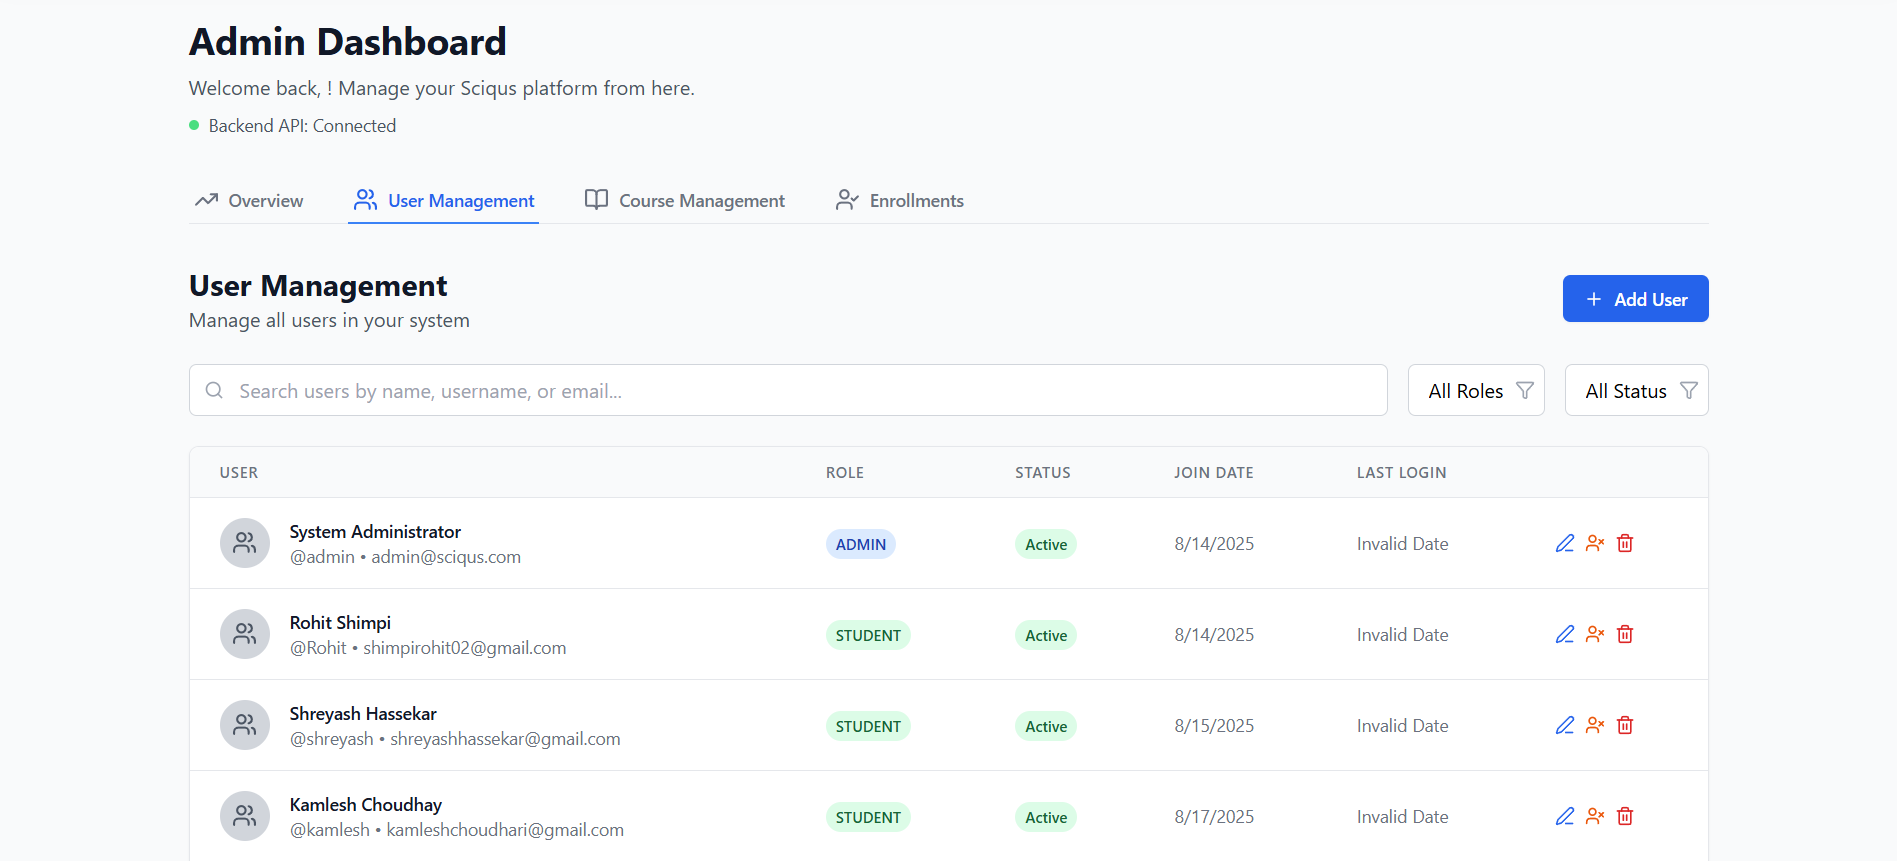 Admin Dashboard
Welcome back, ! Manage your Sciqus platform from here.
Backend API: Connected
Overview User Management Course Management Enrollments
User Management
Manage all users in your system
Add User
Search users by name, username, or email...
All Roles
All Status
USER ROLE STATUS JOIN DATE LAST LOGIN
System Administrator
@admin • admin@sciqus.com
ADMIN Active 8/14/2025 Invalid Date
Rohit Shimpi
@Rohit • shimpirohit02@gmail.com
STUDENT Active 8/14/2025 Invalid Date
Shreyash Hassekar
@shreyash • shreyashhassekar@gmail.com
STUDENT Active 8/15/2025 Invalid Date
Kamlesh Choudhay
@kamlesh • kamleshchoudhari@gmail.com
STUDENT Active 8/17/2025 Invalid Date